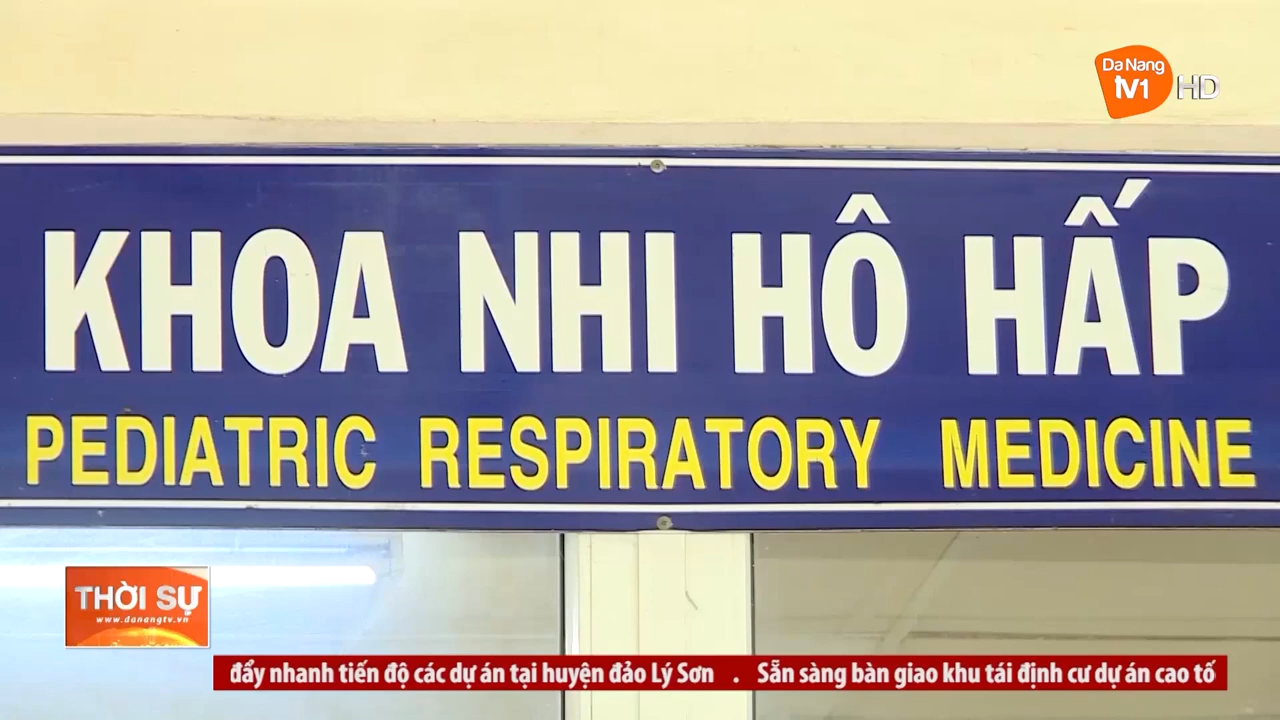 Da Nang
TV1 HD
KHOA NHI HÔ HẤP
PEDIATRIC RESPIRATORY MEDICINE
THỜI SỰ
www.danangtv.vn
đẩy nhanh tiến độ các dự án tại huyện đảo Lý Sơn . Sẵn sàng bàn giao khu tái định cư dự án cao tố